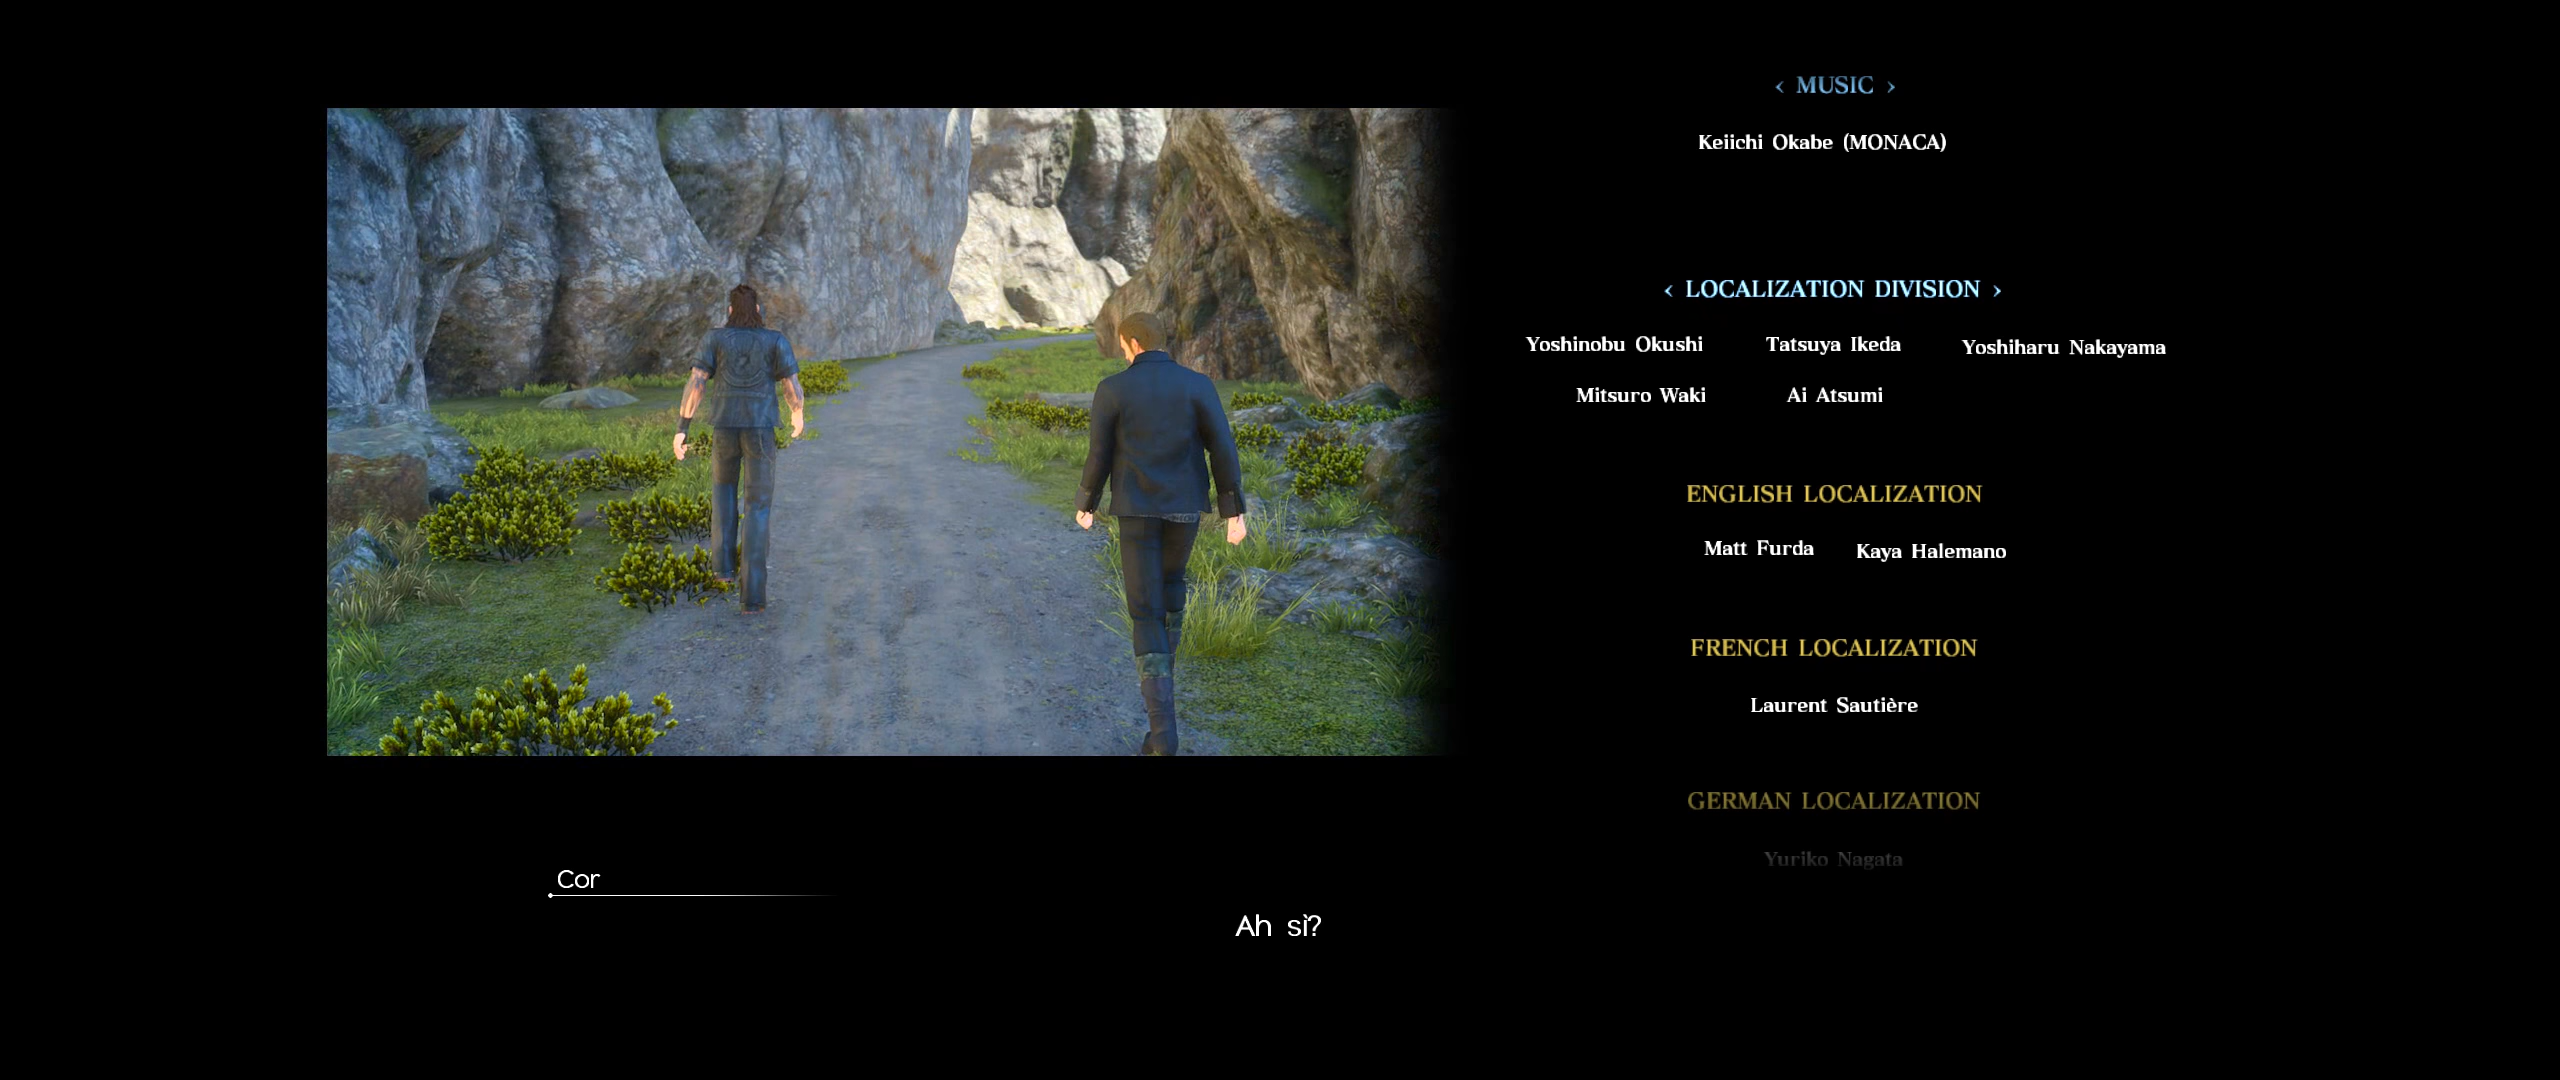 ‹ MUSIC ›
Keiichi Okabe (MONACA)
‹ LOCALIZATION DIVISION ›
Yoshinobu Okushi Tatsuya Ikeda Yoshiharu Nakayama
Mitsuro Waki Ai Atsumi
ENGLISH LOCALIZATION
Matt Furda Kaya Halemano
FRENCH LOCALIZATION
Laurent Sautière
GERMAN LOCALIZATION
Yuriko Nagata
Cor
Ah sì?